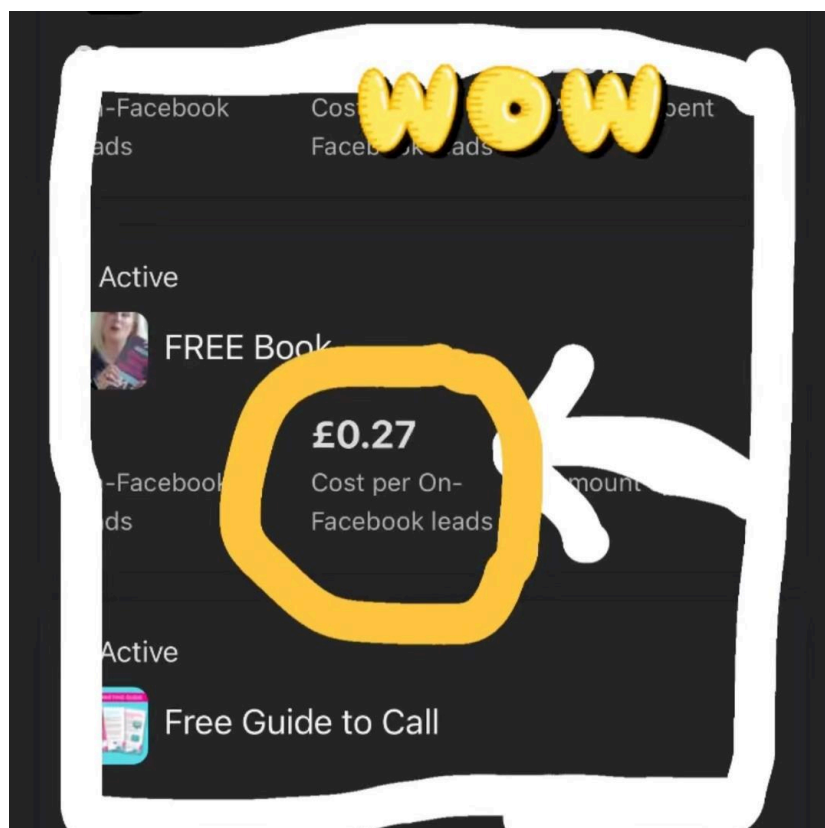 WOW
-Facebook
Cos
pent
ads
Faceb k ads
Active
FREE Book
£0.27
-Facebook
Cost per On-
mount
ds
Facebook leads
Active
Free Guide to Call